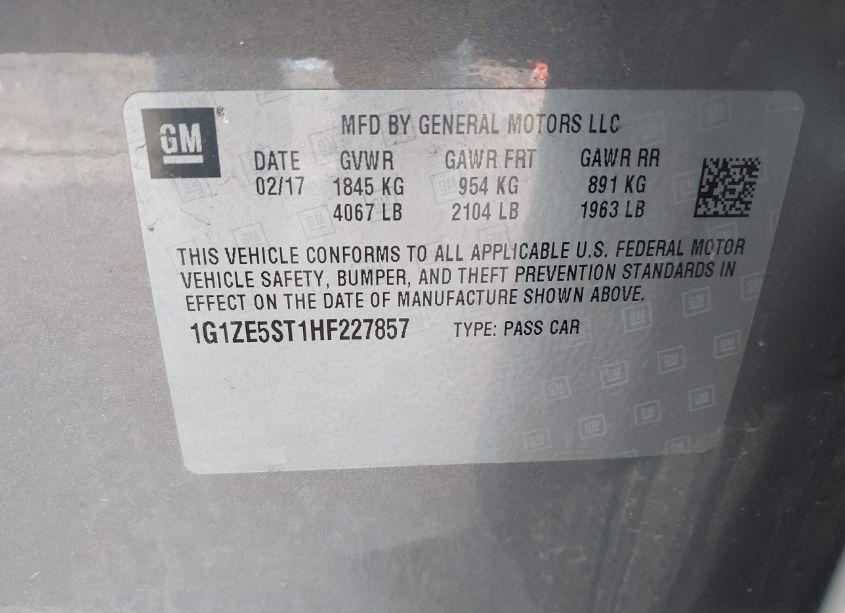 GM
MFD BY GENERAL MOTORS LLC
DATE GVWR GAWR FRT GAWR RR
02/17 1845 KG 954 KG 891 KG
4067 LB 2104 LB 1963 LB
THIS VEHICLE CONFORMS TO ALL APPLICABLE U.S. FEDERAL MOTOR
VEHICLE SAFETY, BUMPER, AND THEFT PREVENTION STANDARDS IN
EFFECT ON THE DATE OF MANUFACTURE SHOWN ABOVE.
1G1ZE5ST1HF227857 TYPE: PASS CAR